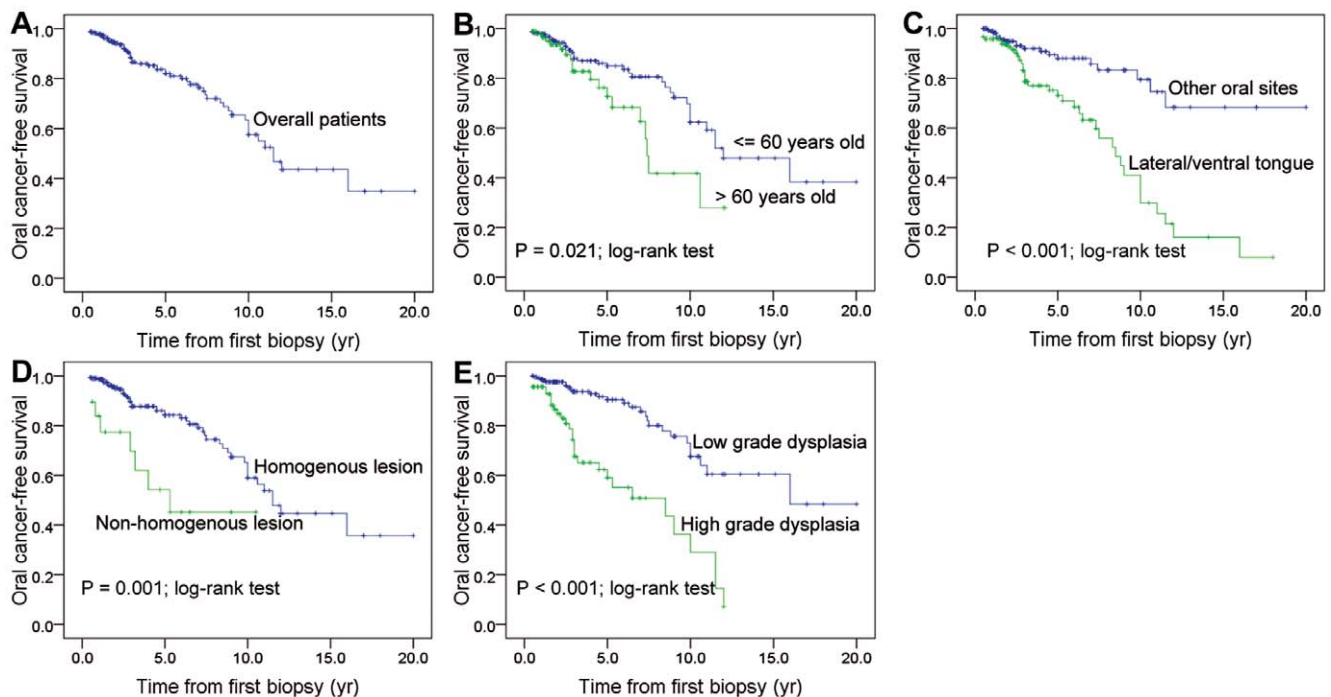 A
Oral cancer-free survival
1.0
0.8
0.6
0.4
0.2
0.0
Overall patients
0.0 5.0 10.0 15.0 20.0
Time from first biopsy (yr)
B
Oral cancer-free survival
1.0
0.8
0.6
0.4
0.2
0.0
<= 60 years old
> 60 years old
P = 0.021; log-rank test
0.0 5.0 10.0 15.0 20.0
Time from first biopsy (yr)
C
Oral cancer-free survival
1.0
0.8
0.6
0.4
0.2
0.0
Other oral sites
Lateral/ventral tongue
P < 0.001; log-rank test
0.0 5.0 10.0 15.0 20.0
Time from first biopsy (yr)
D
Oral cancer-free survival
1.0
0.8
0.6
0.4
0.2
0.0
Homogenous lesion
Non-homogenous lesion
P = 0.001; log-rank test
0.0 5.0 10.0 15.0 20.0
Time from first biopsy (yr)
E
Oral cancer-free survival
1.0
0.8
0.6
0.4
0.2
0.0
Low grade dysplasia
High grade dysplasia
P < 0.001; log-rank test
0.0 5.0 10.0 15.0 20.0
Time from first biopsy (yr)